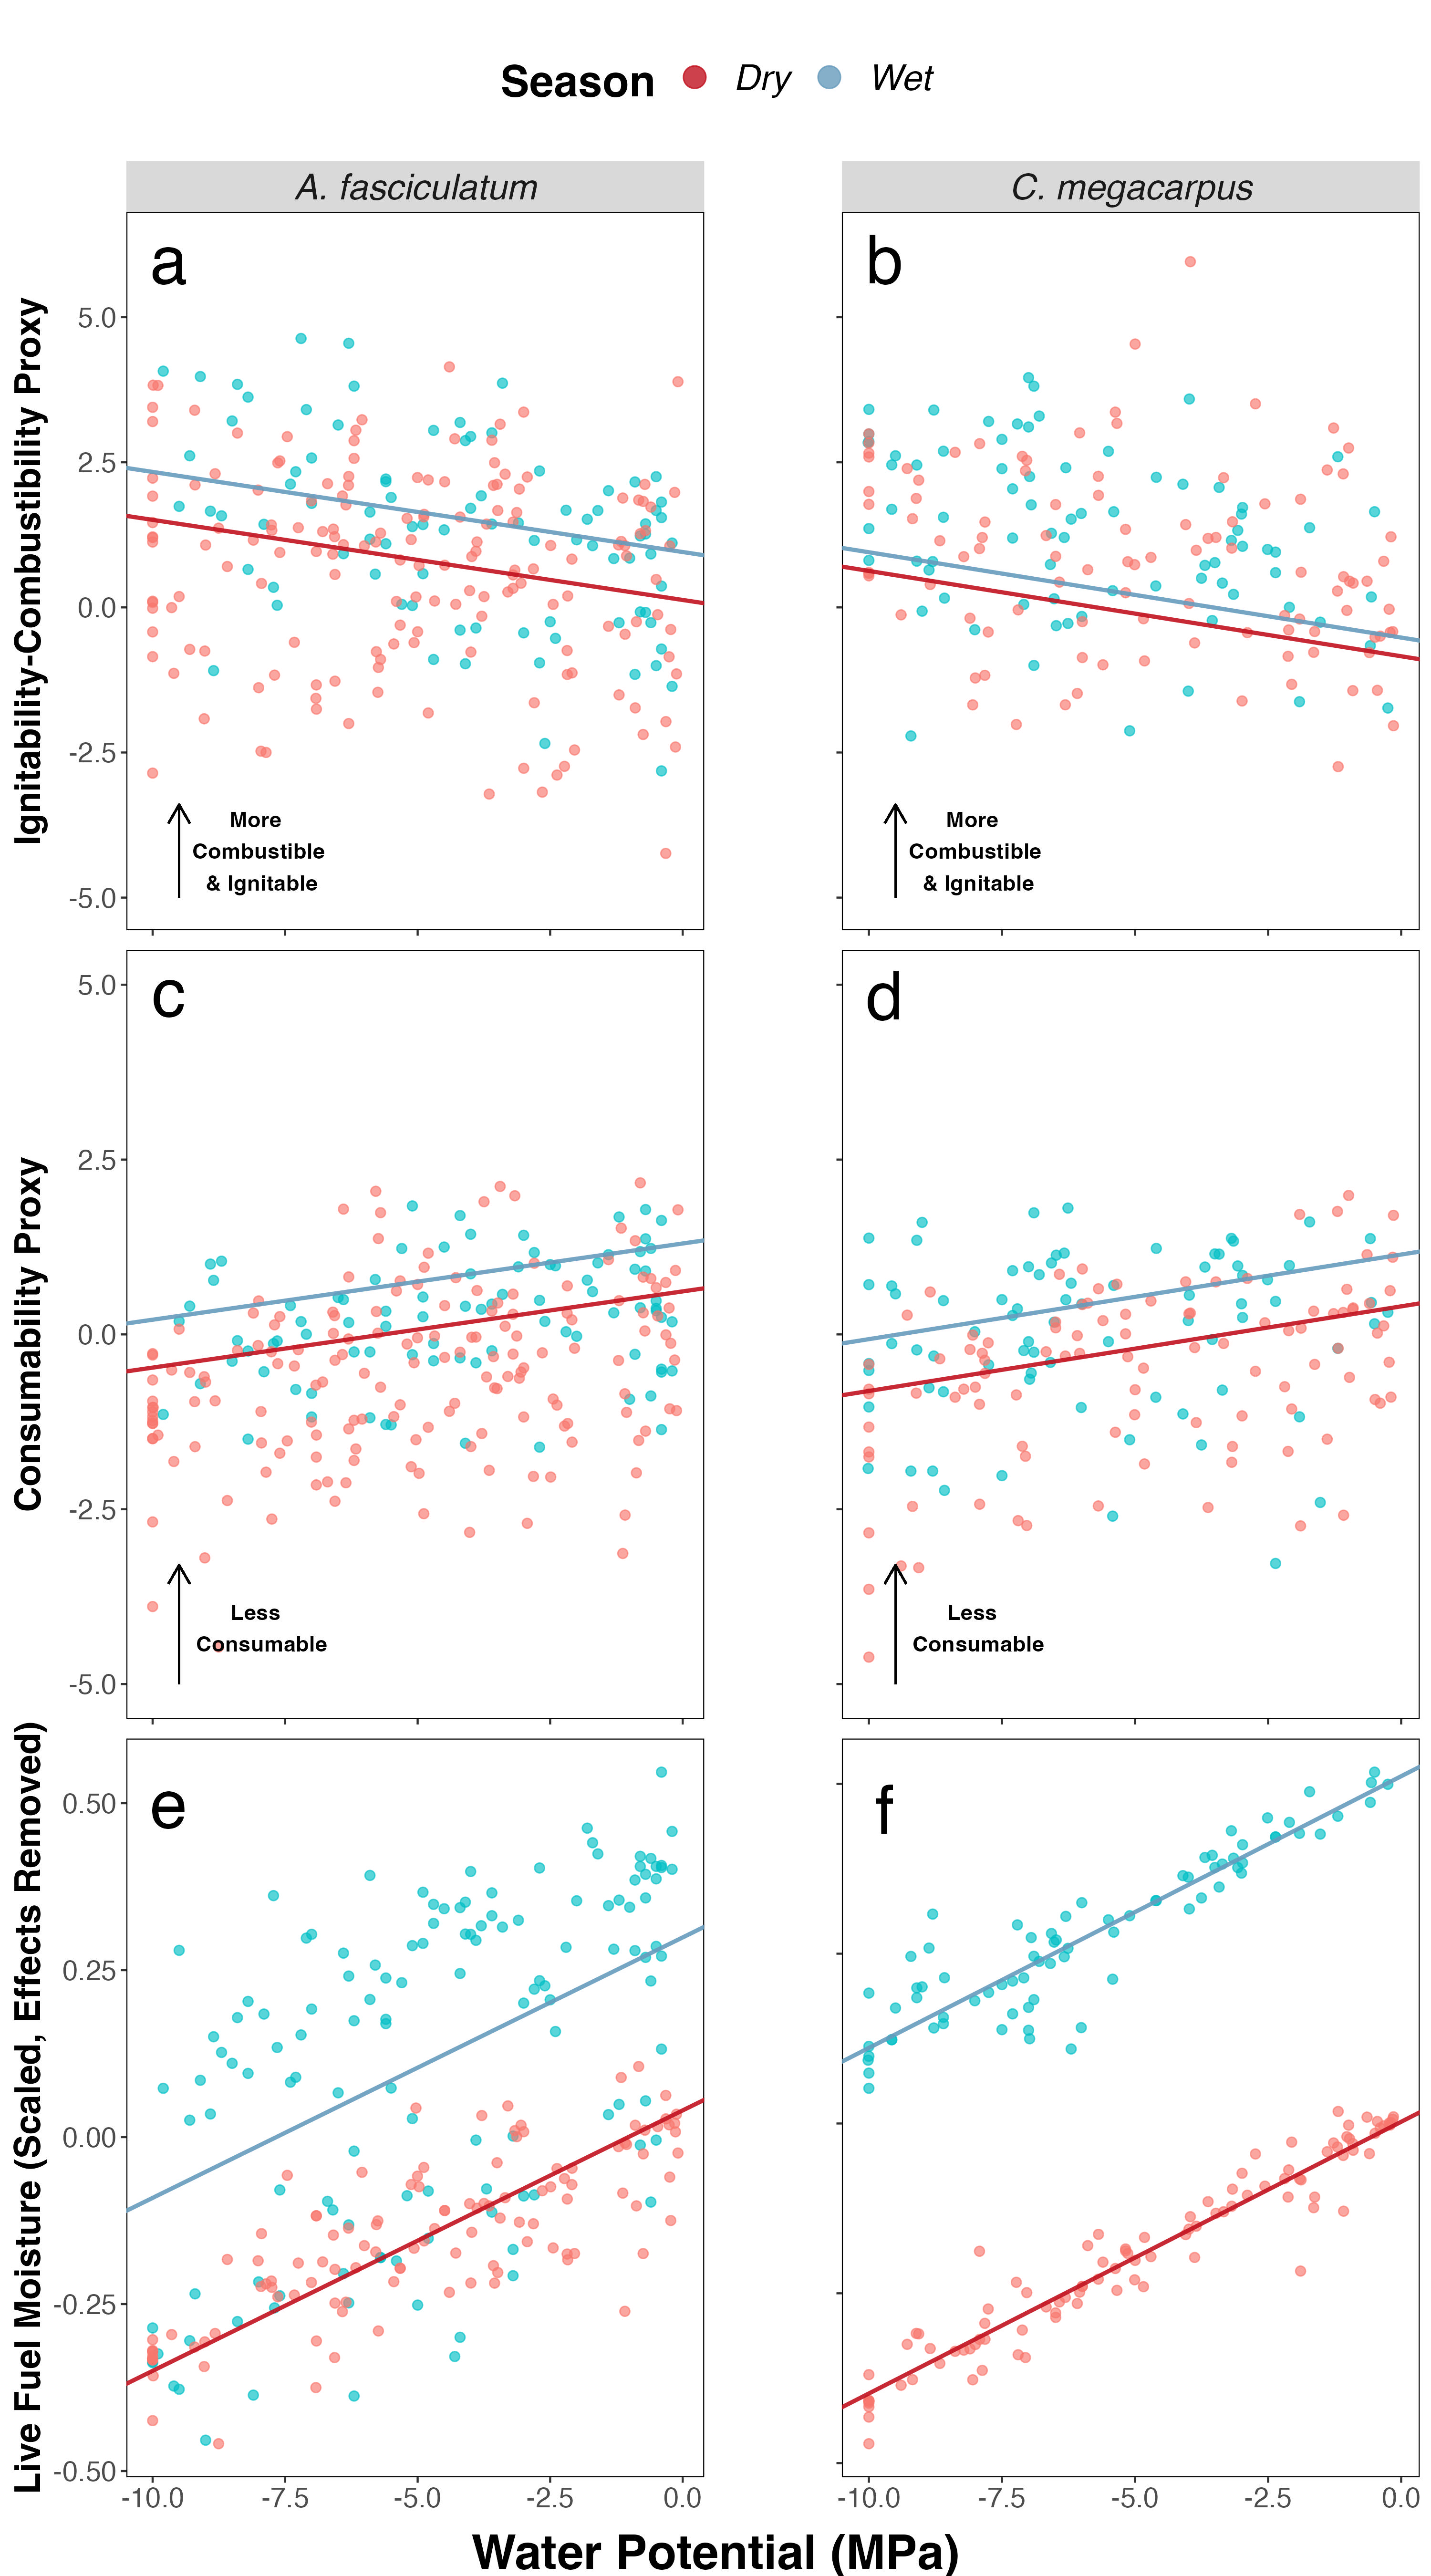 Season Dry Wet
A. fasciculatum C. megacarpus
Ignitability-Combustibility Proxy
a
5.0
2.5
0.0
-2.5
-5.0
More
Combustible
& Ignitable
b
More
Combustible
& Ignitable
Consumability Proxy
c
5.0
2.5
0.0
-2.5
-5.0
Less
Consumable
d
Less
Consumable
Live Fuel Moisture (Scaled, Effects Removed)
e
0.50
0.25
0.00
-0.25
-0.50
f
-10.0 -7.5 -5.0 -2.5 0.0
-10.0 -7.5 -5.0 -2.5 0.0
Water Potential (MPa)